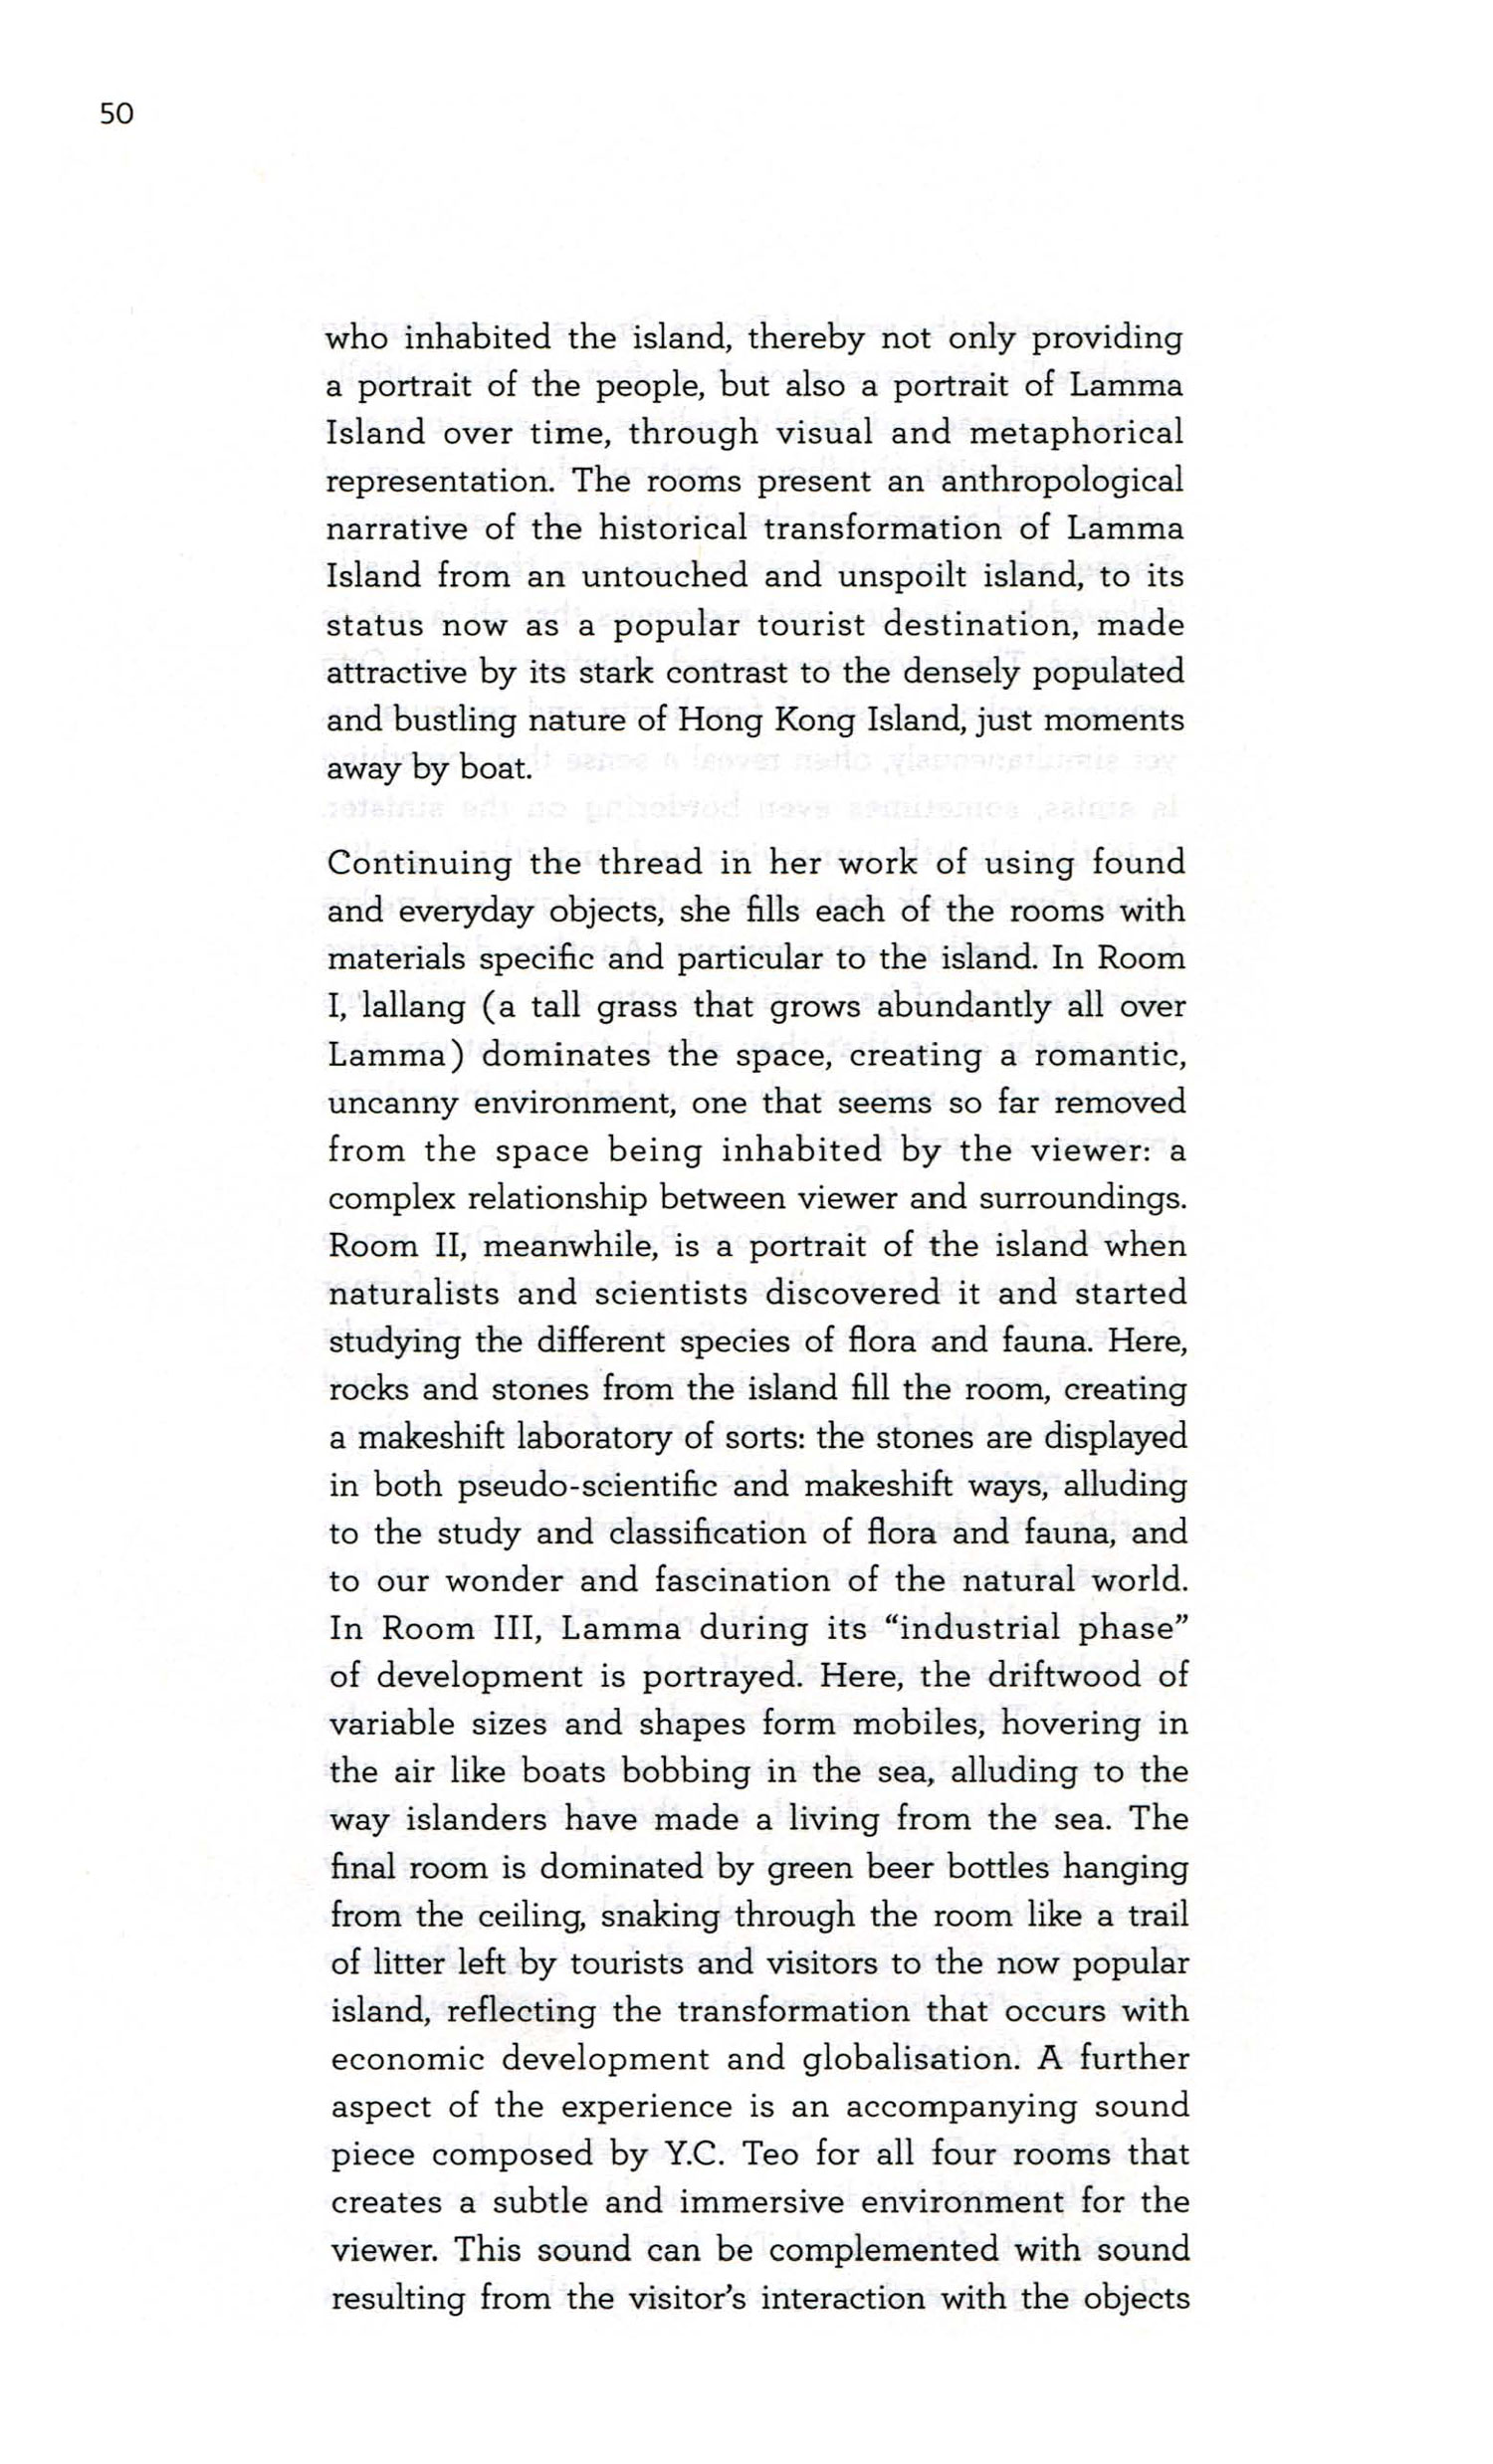 50
who inhabited the island, thereby not only providing
a portrait of the people, but also a portrait of Lamma
Island over time, through visual and metaphorical
representation. The rooms present an anthropological
narrative of the historical transformation of Lamma
Island from an untouched and unspoilt island, to its
status now as a popular tourist destination, made
attractive by its stark contrast to the densely populated
and bustling nature of Hong Kong Island, just moments
away by boat.
Continuing the thread in her work of using found
and everyday objects, she fills each of the rooms with
materials specific and particular to the island. In Room
I, lallang (a tall grass that grows abundantly all over
Lamma) dominates the space, creating a romantic,
uncanny environment, one that seems so far removed
from the space being inhabited by the viewer: a
complex relationship between viewer and surroundings.
Room II, meanwhile, is a portrait of the island when
naturalists and scientists discovered it and started
studying the different species of flora and fauna. Here,
rocks and stones from the island fill the room, creating
a makeshift laboratory of sorts: the stones are displayed
in both pseudo-scientific and makeshift ways, alluding
to the study and classification of flora and fauna, and
to our wonder and fascination of the natural world.
In Room III, Lamma during its “industrial phase”
of development is portrayed. Here, the driftwood of
variable sizes and shapes form mobiles, hovering in
the air like boats bobbing in the sea, alluding to the
way islanders have made a living from the sea. The
final room is dominated by green beer bottles hanging
from the ceiling, snaking through the room like a trail
of litter left by tourists and visitors to the now popular
island, reflecting the transformation that occurs with
economic development and globalisation. A further
aspect of the experience is an accompanying sound
piece composed by Y.C. Teo for all four rooms that
creates a subtle and immersive environment for the
viewer. This sound can be complemented with sound
resulting from the visitor’s interaction with the objects